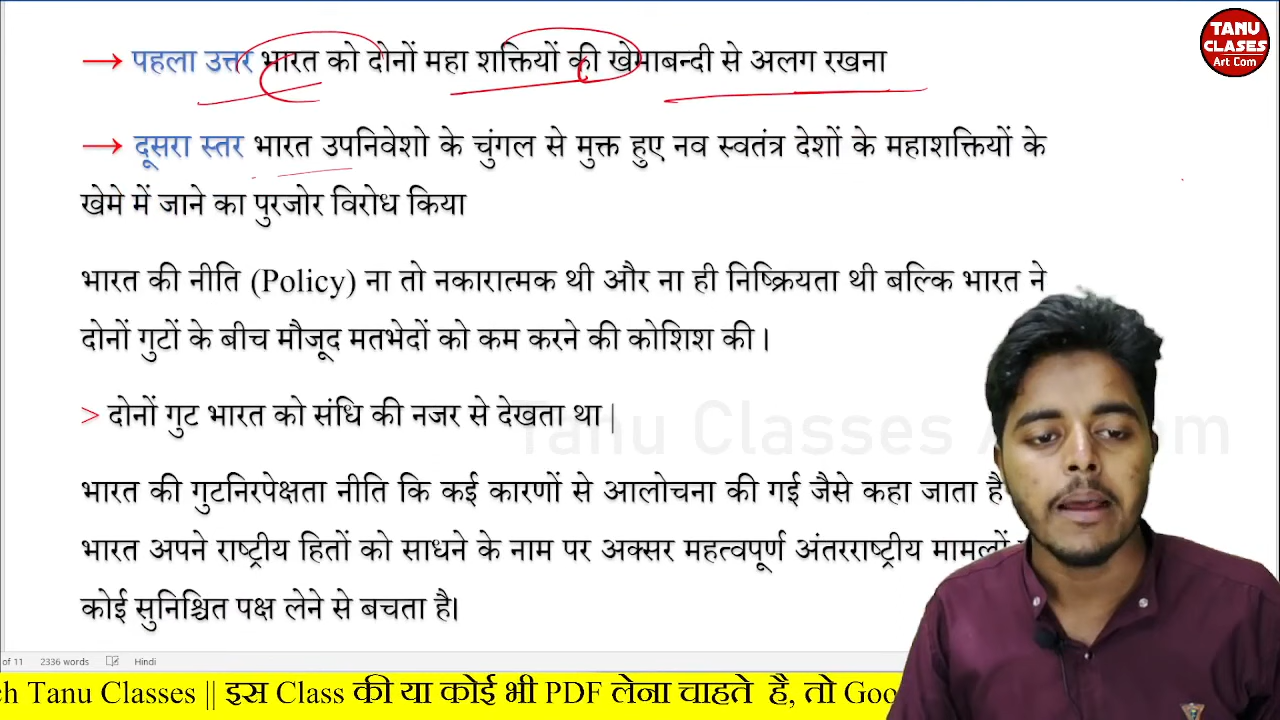 TANU
CLASES
Art Com
→ पहला उत्तर भारत को दोनों महा शक्तियों की खेमाबन्दी से अलग रखना
→ दूसरा स्तर भारत उपनिवेशो के चुंगल से मुक्त हुए नव स्वतंत्र देशों के महाशक्तियों के
खेमे में जाने का पुरजोर विरोध किया
भारत की नीति (Policy) ना तो नकारात्मक थी और ना ही निष्क्रियता थी बल्कि भारत ने
दोनों गुटों के बीच मौजूद मतभेदों को कम करने की कोशिश की ।
> दोनों गुट भारत को संधि की नजर से देखता था |
Tanu Classes
भारत की गुटनिरपेक्षता नीति कि कई कारणों से आलोचना की गई जैसे कहा जाता है
भारत अपने राष्ट्रीय हितों को साधने के नाम पर अक्सर महत्वपूर्ण अंतरराष्ट्रीय मामलों
कोई सुनिश्चित पक्ष लेने से बचता है।
of 11 2336 words Hindi
ch Tanu Classes || इस Class की या कोई भी PDF लेना चाहते है, तो Goo